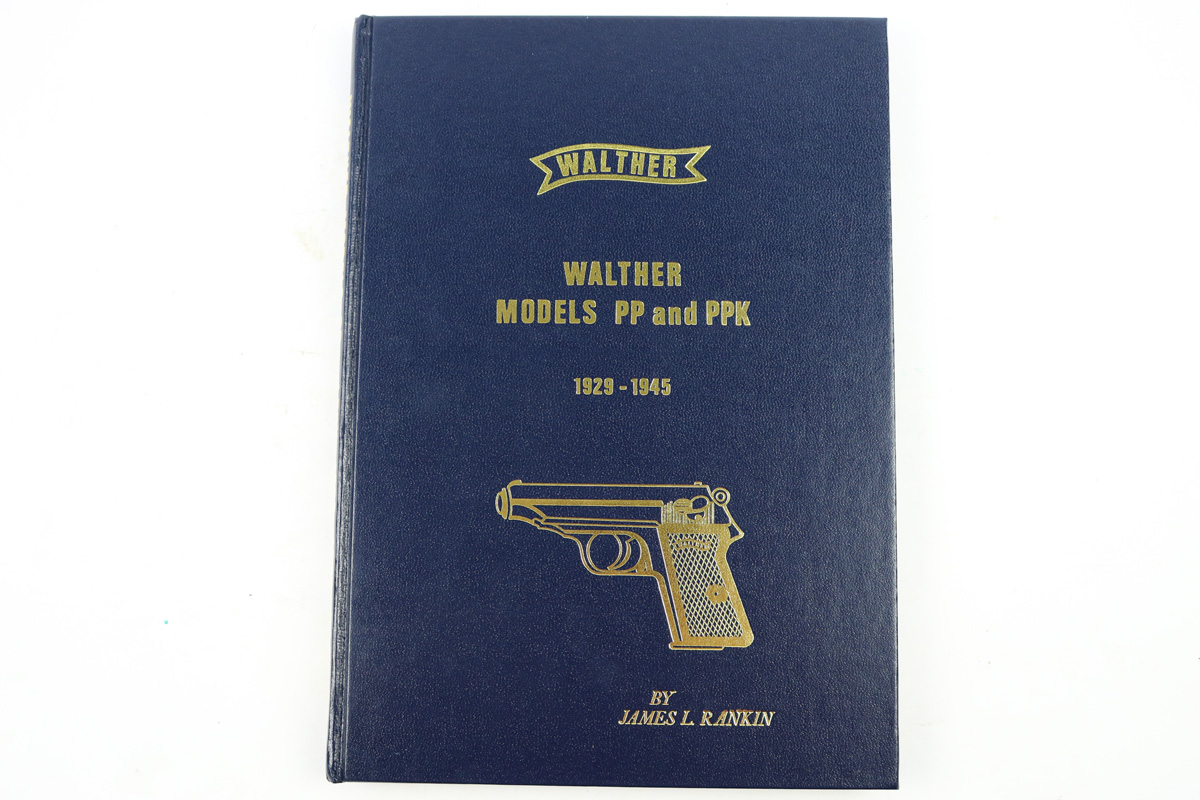 WALTHER
WALTHER
MODELS PP and PPK
1929 - 1945
BY
JAMES L. RANKIN